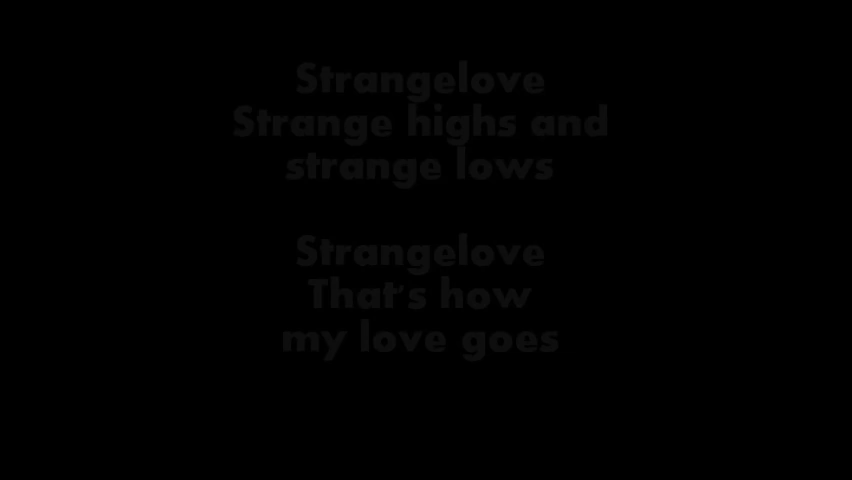 Strangelove
Strange highs and
strange lows
Strangelove
That's how
my love goes